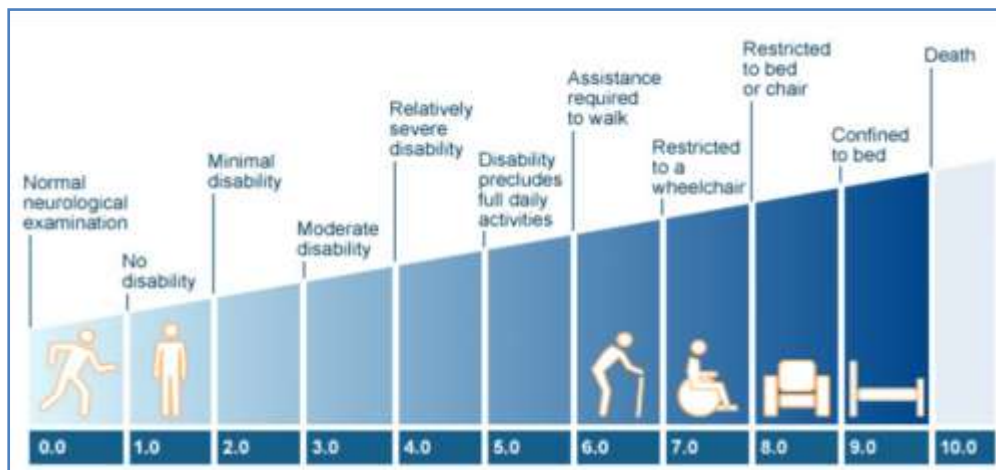 Normal
neurological
examination
No
disability
Minimal
disability
Moderate
disability
Relatively
severe
disability
Disability
precludes
full daily
activities
Assistance
required
to walk
Restricted
to a
wheelchair
Restricted
to bed
or chair
Confined
to bed
Death
0.0 1.0 2.0 3.0 4.0 5.0 6.0 7.0 8.0 9.0 10.0